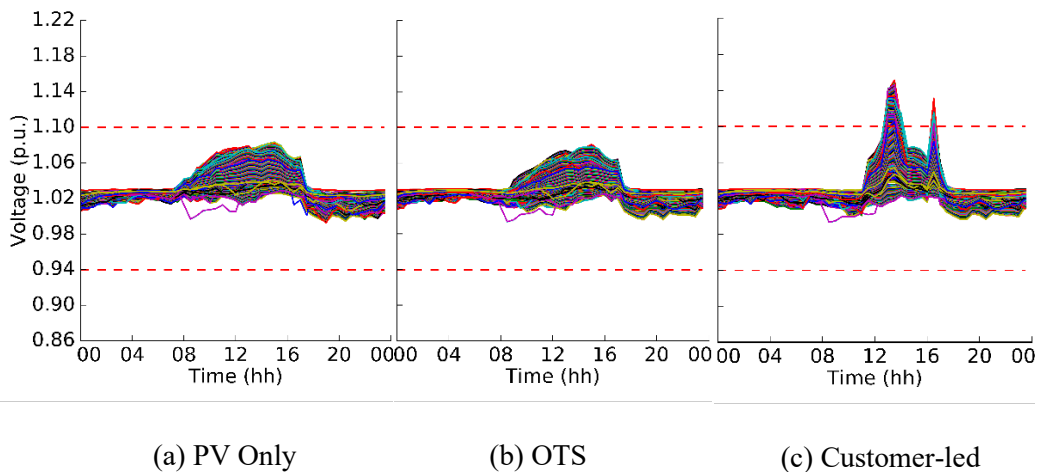 1.22
1.18
1.14
1.10
1.06
1.02
0.98
0.94
0.90
0.86
Voltage (p.u.)
00 04 08 12 16 20 00
00 04 08 12 16 20 00
00 04 08 12 16 20 00
Time (hh)
Time (hh)
Time (hh)
(a) PV Only
(b) OTS
(c) Customer-led